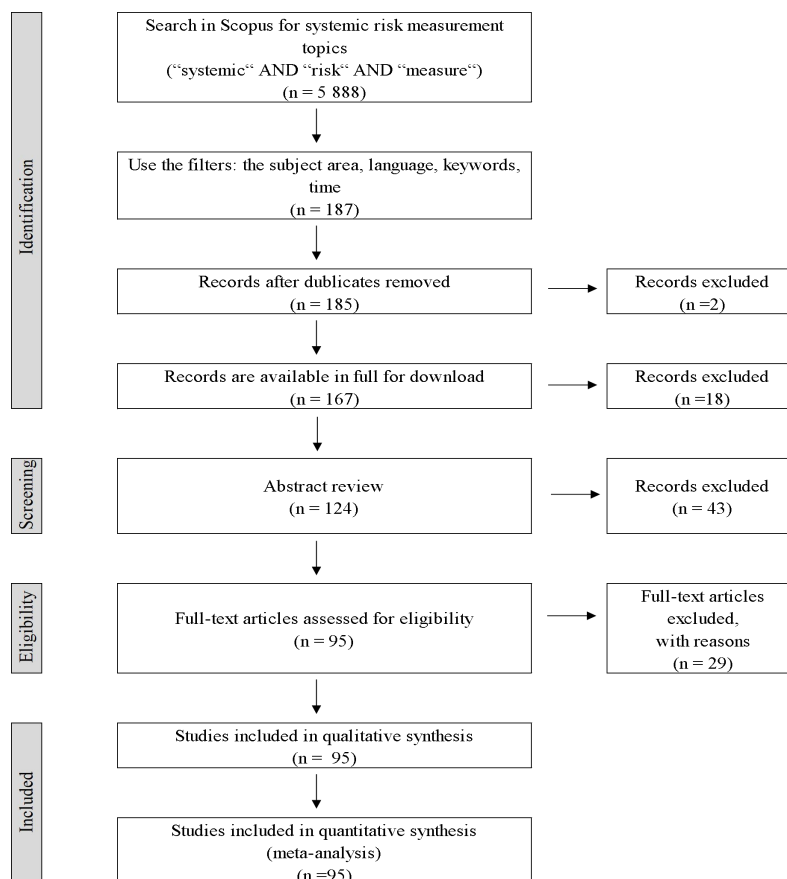 Identification
Search in Scopus for systemic risk measurement
topics
(“systemic“ AND “risk“ AND “measure“)
(n = 5 888)
Use the filters: the subject area, language, keywords,
time
(n = 187)
Records after dublicates removed
(n = 185)
Records excluded
(n =2)
Records are available in full for download
(n = 167)
Records excluded
(n =18)
Screening
Abstract review
(n = 124)
Records excluded
(n = 43)
Eligibility
Full-text articles assessed for eligibility
(n = 95)
Full-text articles
excluded,
with reasons
(n = 29)
Included
Studies included in qualitative synthesis
(n =  95)
Studies included in quantitative synthesis
(meta-analysis)
(n =95)